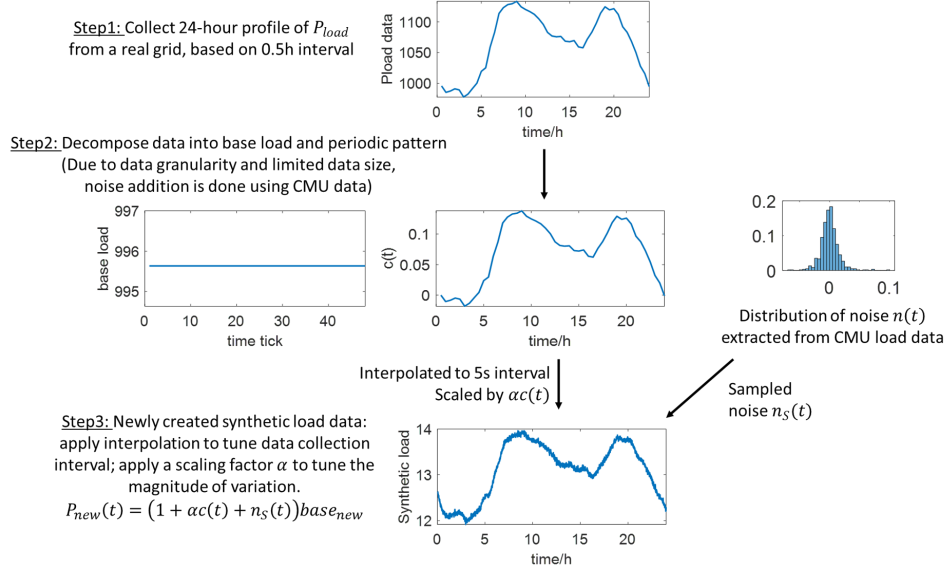 Step1: Collect 24-hour profile of P_load
from a real grid, based on 0.5h interval
Pload data
1100
1050
1000
0 5 10 15 20
time/h
Step2: Decompose data into base load and periodic pattern
(Due to data granularity and limited data size,
noise addition is done using CMU data)
base load
997
996
995
0 10 20 30 40
time tick
c(t)
0.1
0.05
0
0 5 10 15 20
time/h
0.2
0.1
0
0 0.1
Distribution of noise n(t)
extracted from CMU load data
Interpolated to 5s interval
Scaled by αc(t)
Sampled
noise n_S(t)
Step3: Newly created synthetic load data:
apply interpolation to tune data collection
interval; apply a scaling factor α to tune the
magnitude of variation.
P_new(t) = (1 + αc(t) + n_S(t))base_new
Synthetic load
14
13
12
0 5 10 15 20
time/h